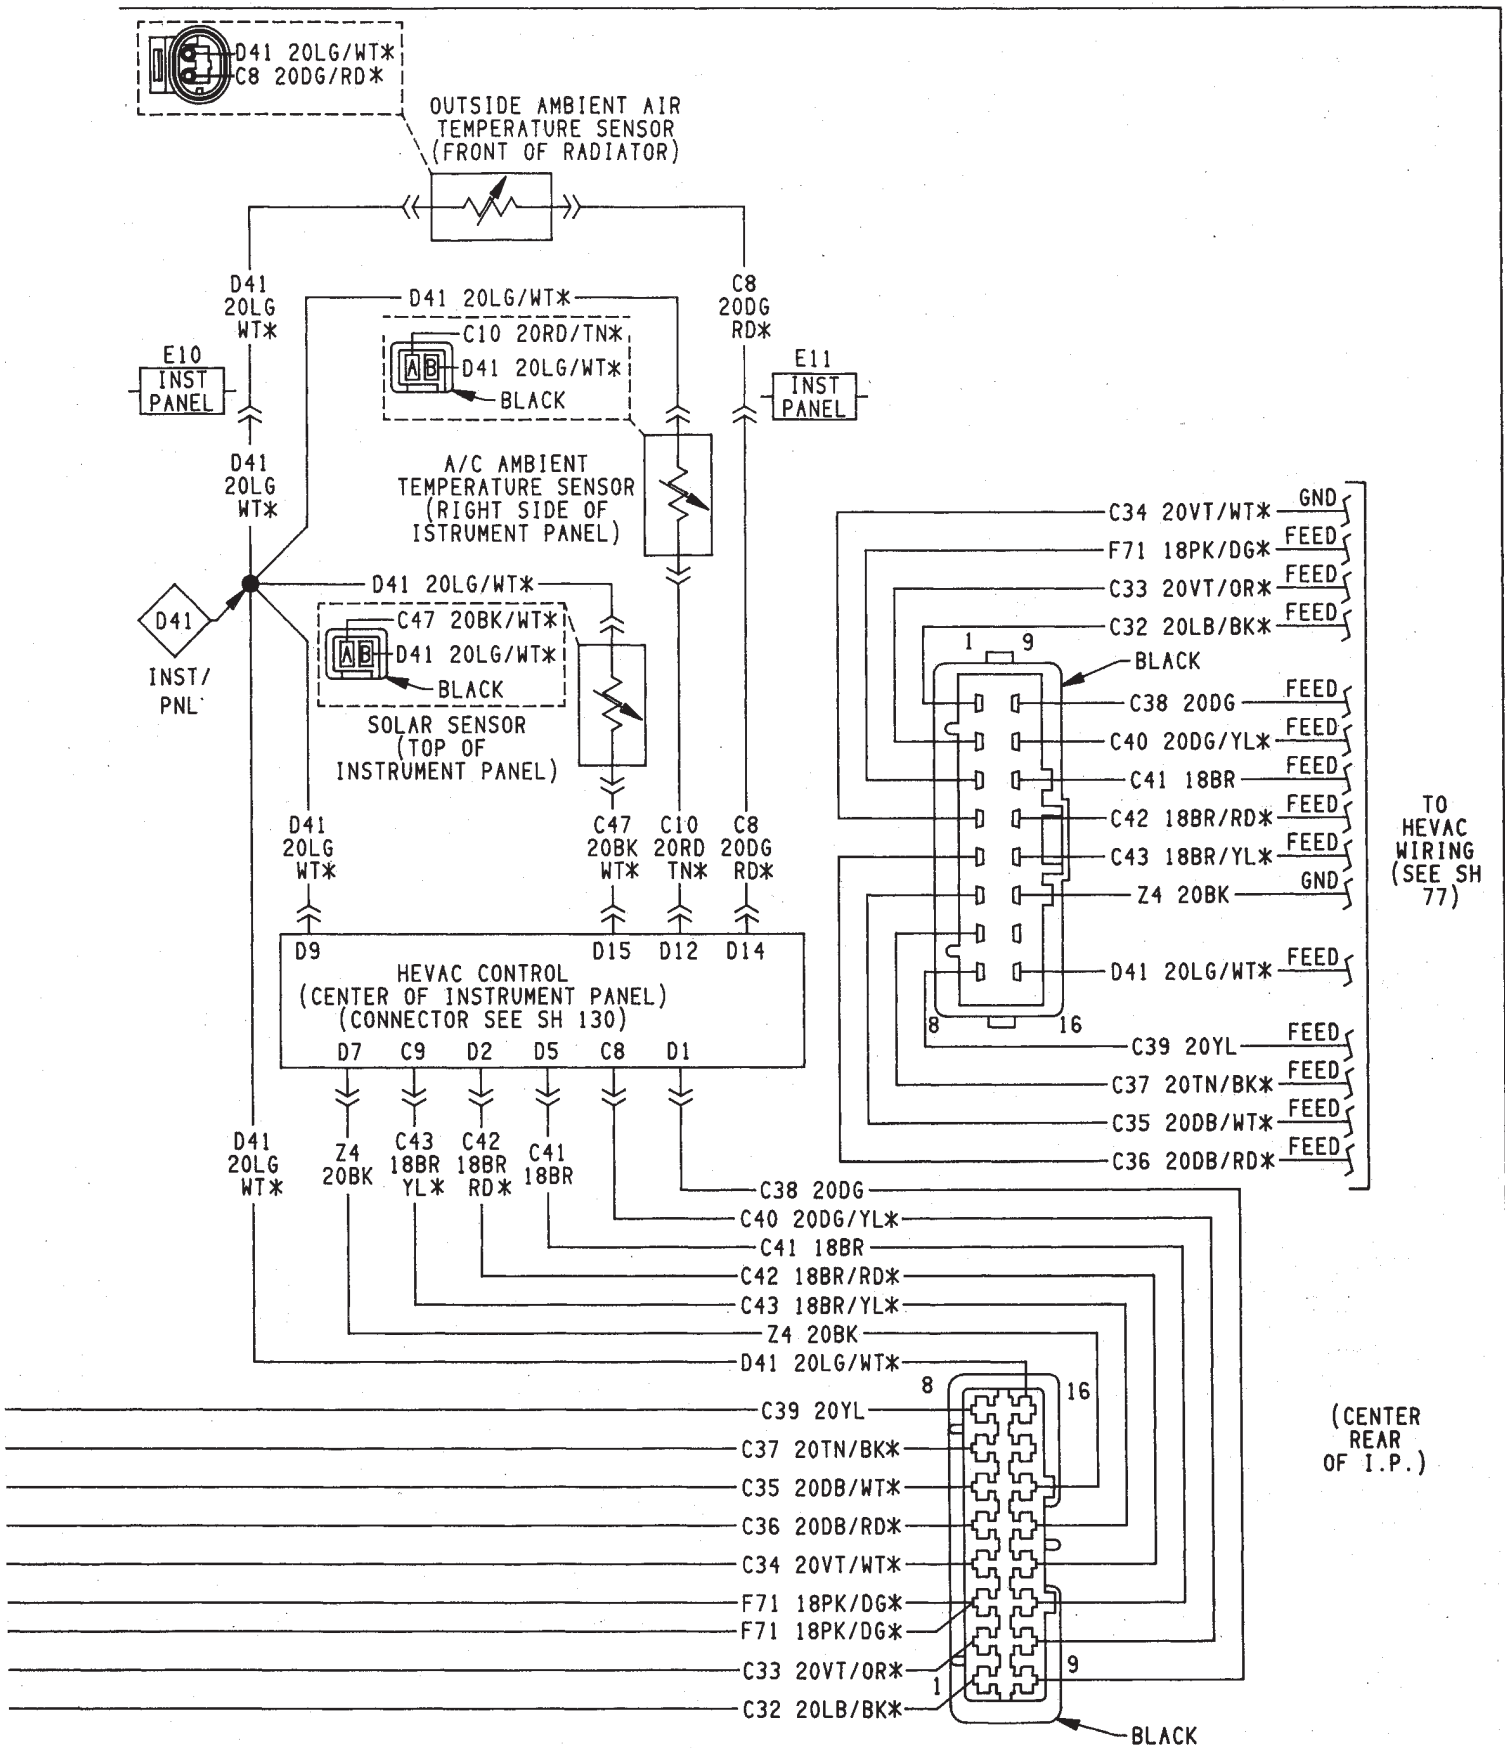 D41 20LG/WT*
C8 20DG/RD*
OUTSIDE AMBIENT AIR
TEMPERATURE SENSOR
(FRONT OF RADIATOR)
D41
20LG
WT*
D41 20LG/WT*
C8
20DG
RD*
C10 20RD/TN*
A B
D41 20LG/WT*
BLACK
E10
INST
PANEL
E11
INST
PANEL
D41
20LG
WT*
A/C AMBIENT
TEMPERATURE SENSOR
(RIGHT SIDE OF
ISTRUMENT PANEL)
D41 20LG/WT*
D41
INST/
PNL
C47 20BK/WT*
A B
D41 20LG/WT*
BLACK
SOLAR SENSOR
(TOP OF
INSTRUMENT PANEL)
D41
20LG
WT*
C47
20BK
WT*
C10
20RD
TN*
C8
20DG
RD*
D9 D15 D12 D14
HEVAC CONTROL
(CENTER OF INSTRUMENT PANEL)
(CONNECTOR SEE SH 130)
D7 C9 D2 D5 C8 D1
D41
20LG
WT*
Z4
20BK
C43
18BR
YL*
C42
18BR
RD*
C41
18BR
C34 20VT/WT* GND
F71 18PK/DG* FEED
C33 20VT/OR* FEED
C32 20LB/BK* FEED
1 9
BLACK
C38 20DG FEED
C40 20DG/YL* FEED
C41 18BR FEED
C42 18BR/RD* FEED
C43 18BR/YL* FEED
Z4 20BK GND
D41 20LG/WT* FEED
8 16
C39 20YL FEED
C37 20TN/BK* FEED
C35 20DB/WT* FEED
C36 20DB/RD* FEED
TO
HEVAC
WIRING
(SEE SH
77)
C38 20DG
C40 20DG/YL*
C41 18BR
C42 18BR/RD*
C43 18BR/YL*
Z4 20BK
D41 20LG/WT*
8 16
C39 20YL
C37 20TN/BK*
C35 20DB/WT*
C36 20DB/RD*
C34 20VT/WT*
F71 18PK/DG*
F71 18PK/DG*
C33 20VT/OR*
C32 20LB/BK*
1 9
BLACK
(CENTER
REAR
OF I.P.)